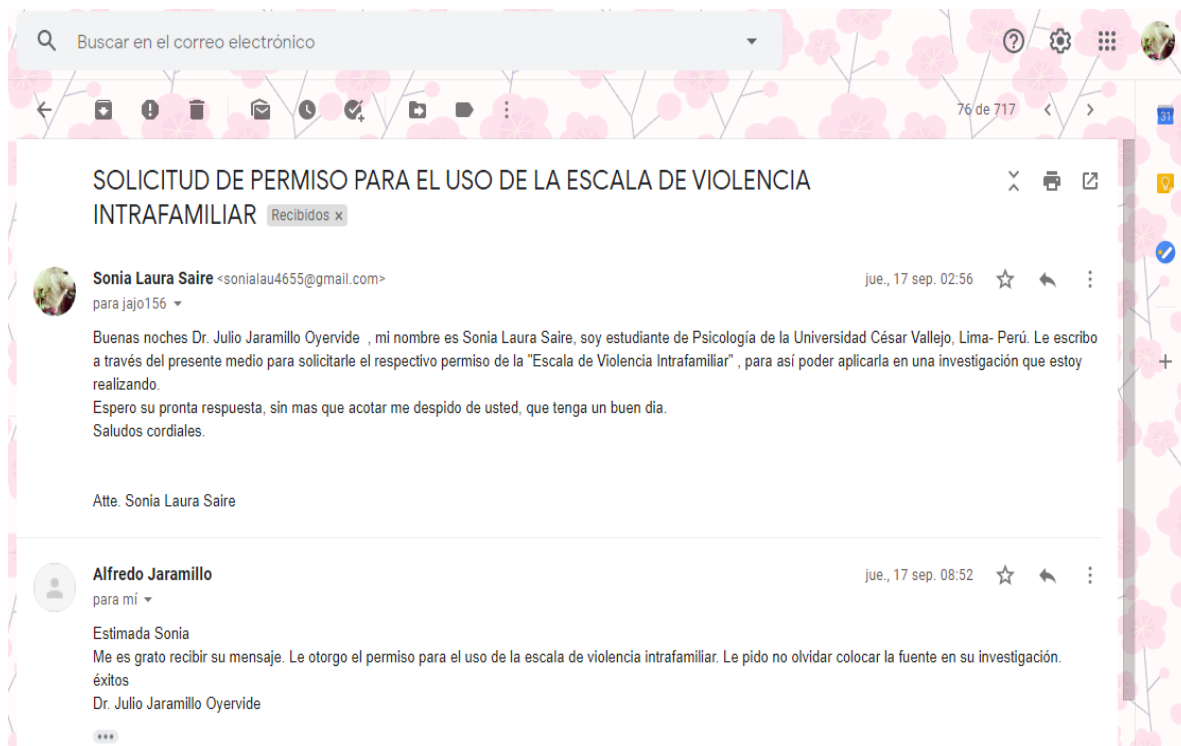 Buscar en el correo electrónico
76 de 717
31
SOLICITUD DE PERMISO PARA EL USO DE LA ESCALA DE VIOLENCIA
INTRAFAMILIAR Recibidos x
Sonia Laura Saire <sonialau4655@gmail.com> jue., 17 sep. 02:56
para jajo156
Buenas noches Dr. Julio Jaramillo Oyervide , mi nombre es Sonia Laura Saire, soy estudiante de Psicología de la Universidad César Vallejo, Lima- Perú. Le escribo
a través del presente medio para solicitarle el respectivo permiso de la "Escala de Violencia Intrafamiliar" , para así poder aplicarla en una investigación que estoy
realizando.
Espero su pronta respuesta, sin mas que acotar me despido de usted, que tenga un buen dia.
Saludos cordiales.
Atte. Sonia Laura Saire
Alfredo Jaramillo jue., 17 sep. 08:52
para mí
Estimada Sonia
Me es grato recibir su mensaje. Le otorgo el permiso para el uso de la escala de violencia intrafamiliar. Le pido no olvidar colocar la fuente en su investigación.
éxitos
Dr. Julio Jaramillo Oyervide